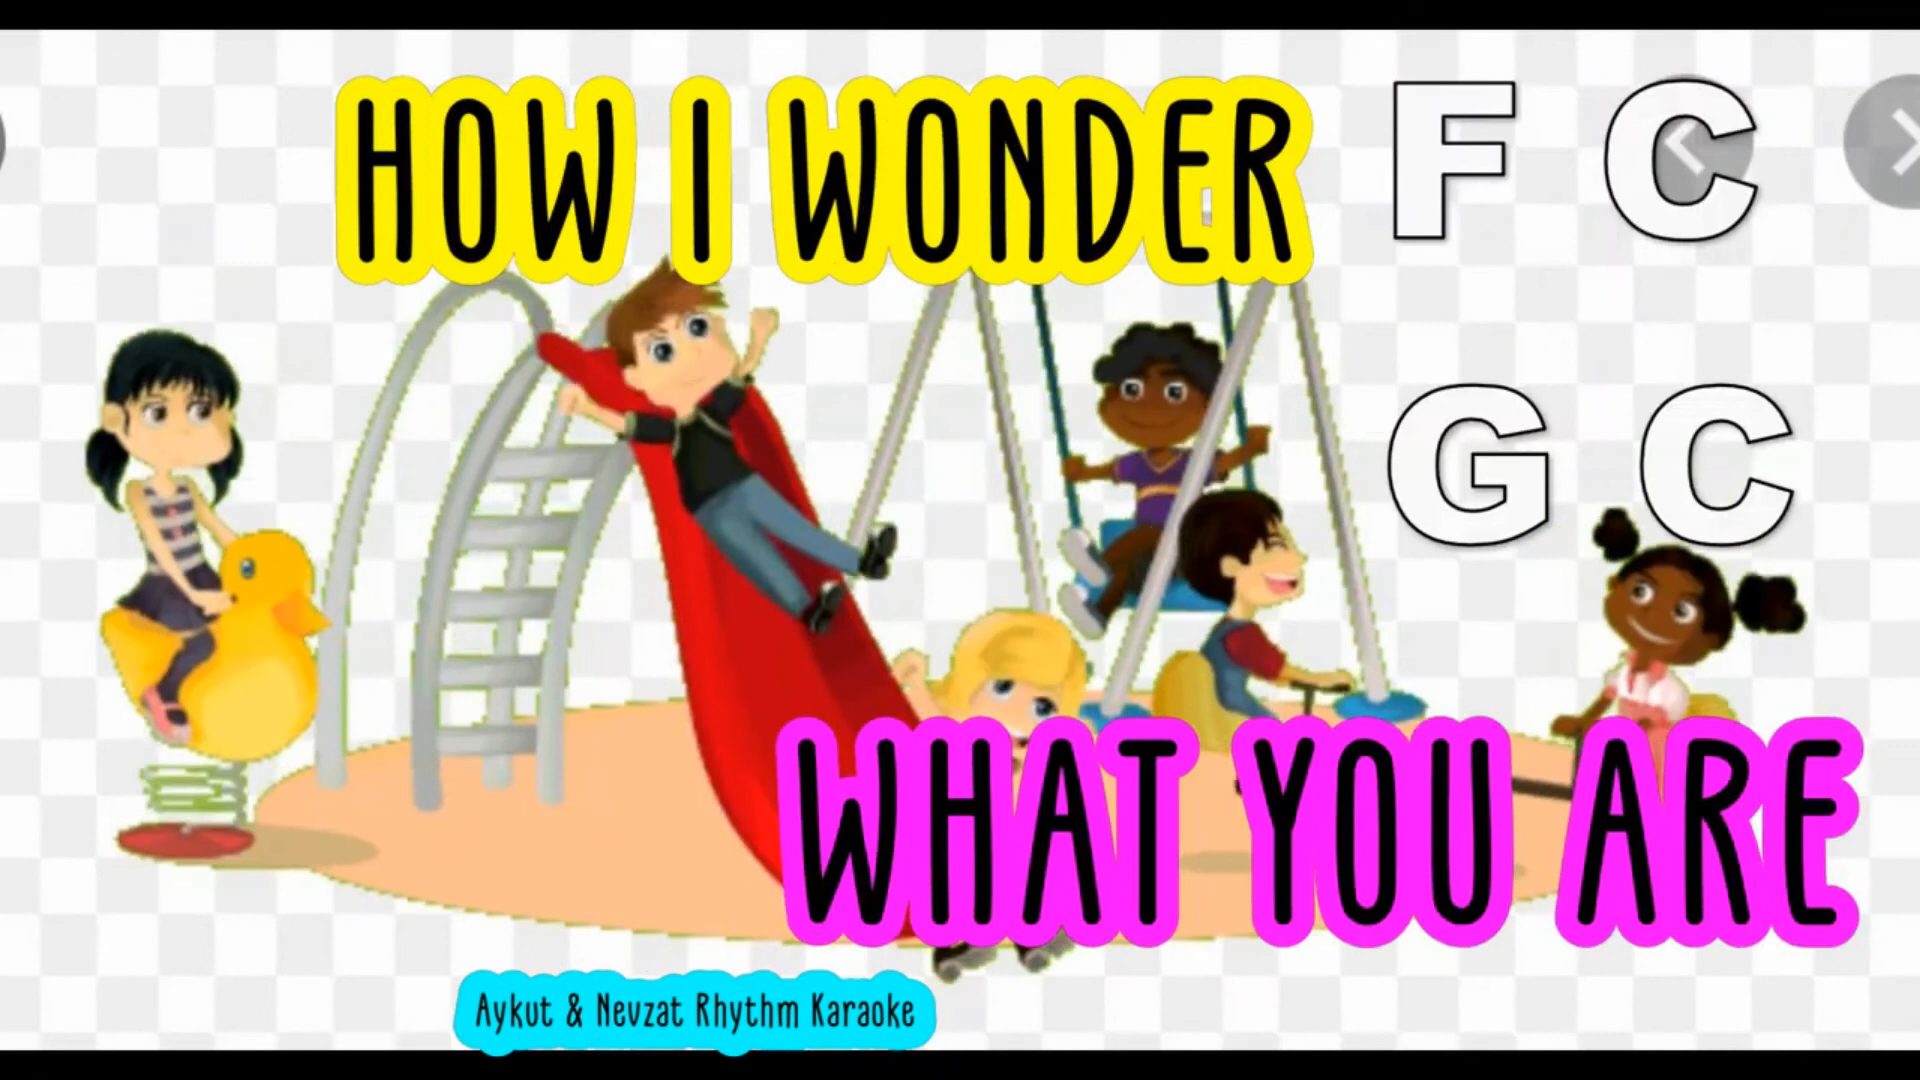 HOW I WONDER
F C
G C
WHAT YOU ARE
Aykut & Nevzat Rhythm Karaoke